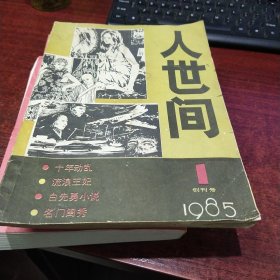 人世间
十年动乱
流浪王妃
白先勇小说
名门闺秀
1
创刊号
1985